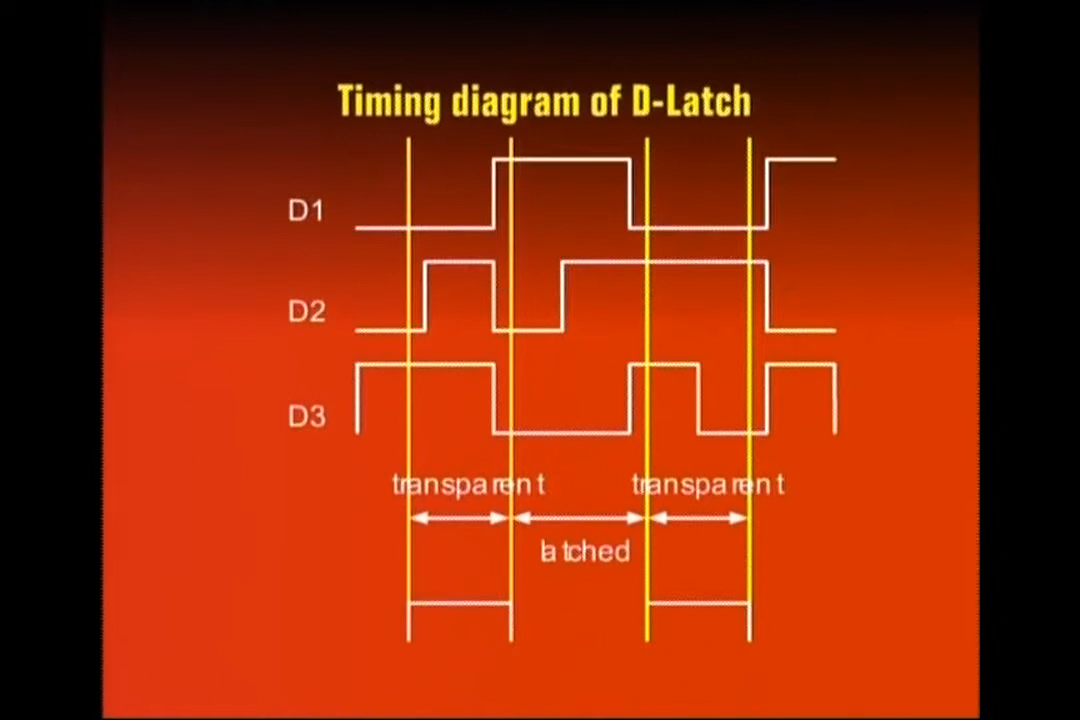 Timing diagram of D-Latch
D1
D2
D3
transparent transparent
latched